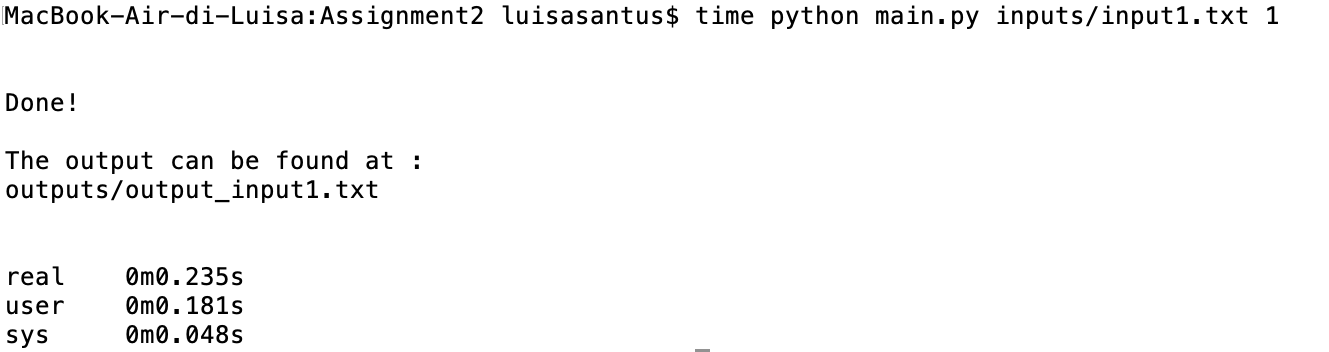 MacBook-Air-di-Luisa:Assignment2 luisasantus$ time python main.py inputs/input1.txt 1
Done!
The output can be found at :
outputs/output_input1.txt
real    0m0.235s
user    0m0.181s
sys     0m0.048s